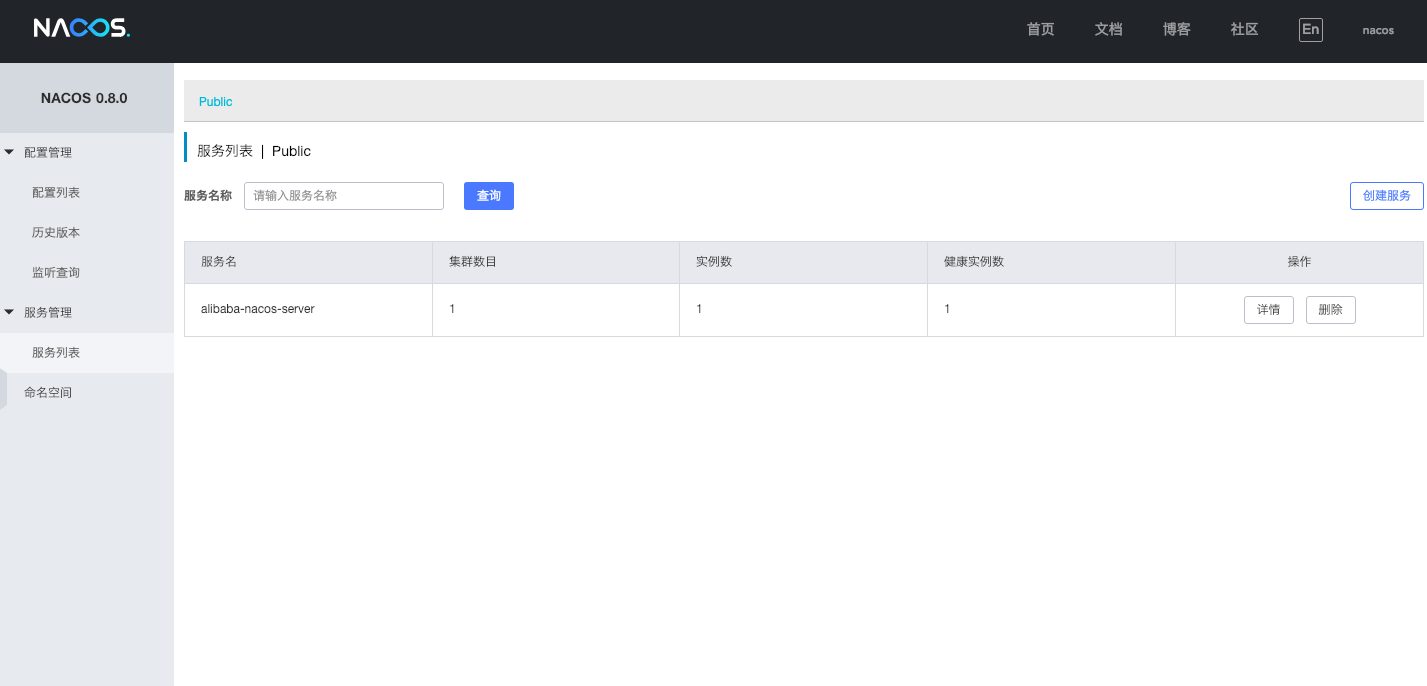 NACOS.
首页 文档 博客 社区 En nacos
NACOS 0.8.0
配置管理
配置列表
历史版本
监听查询
服务管理
服务列表
命名空间
Public
服务列表 | Public
服务名称 请输入服务名称 查询 创建服务
服务名 集群数目 实例数 健康实例数 操作
alibaba-nacos-server 1 1 1 详情 删除